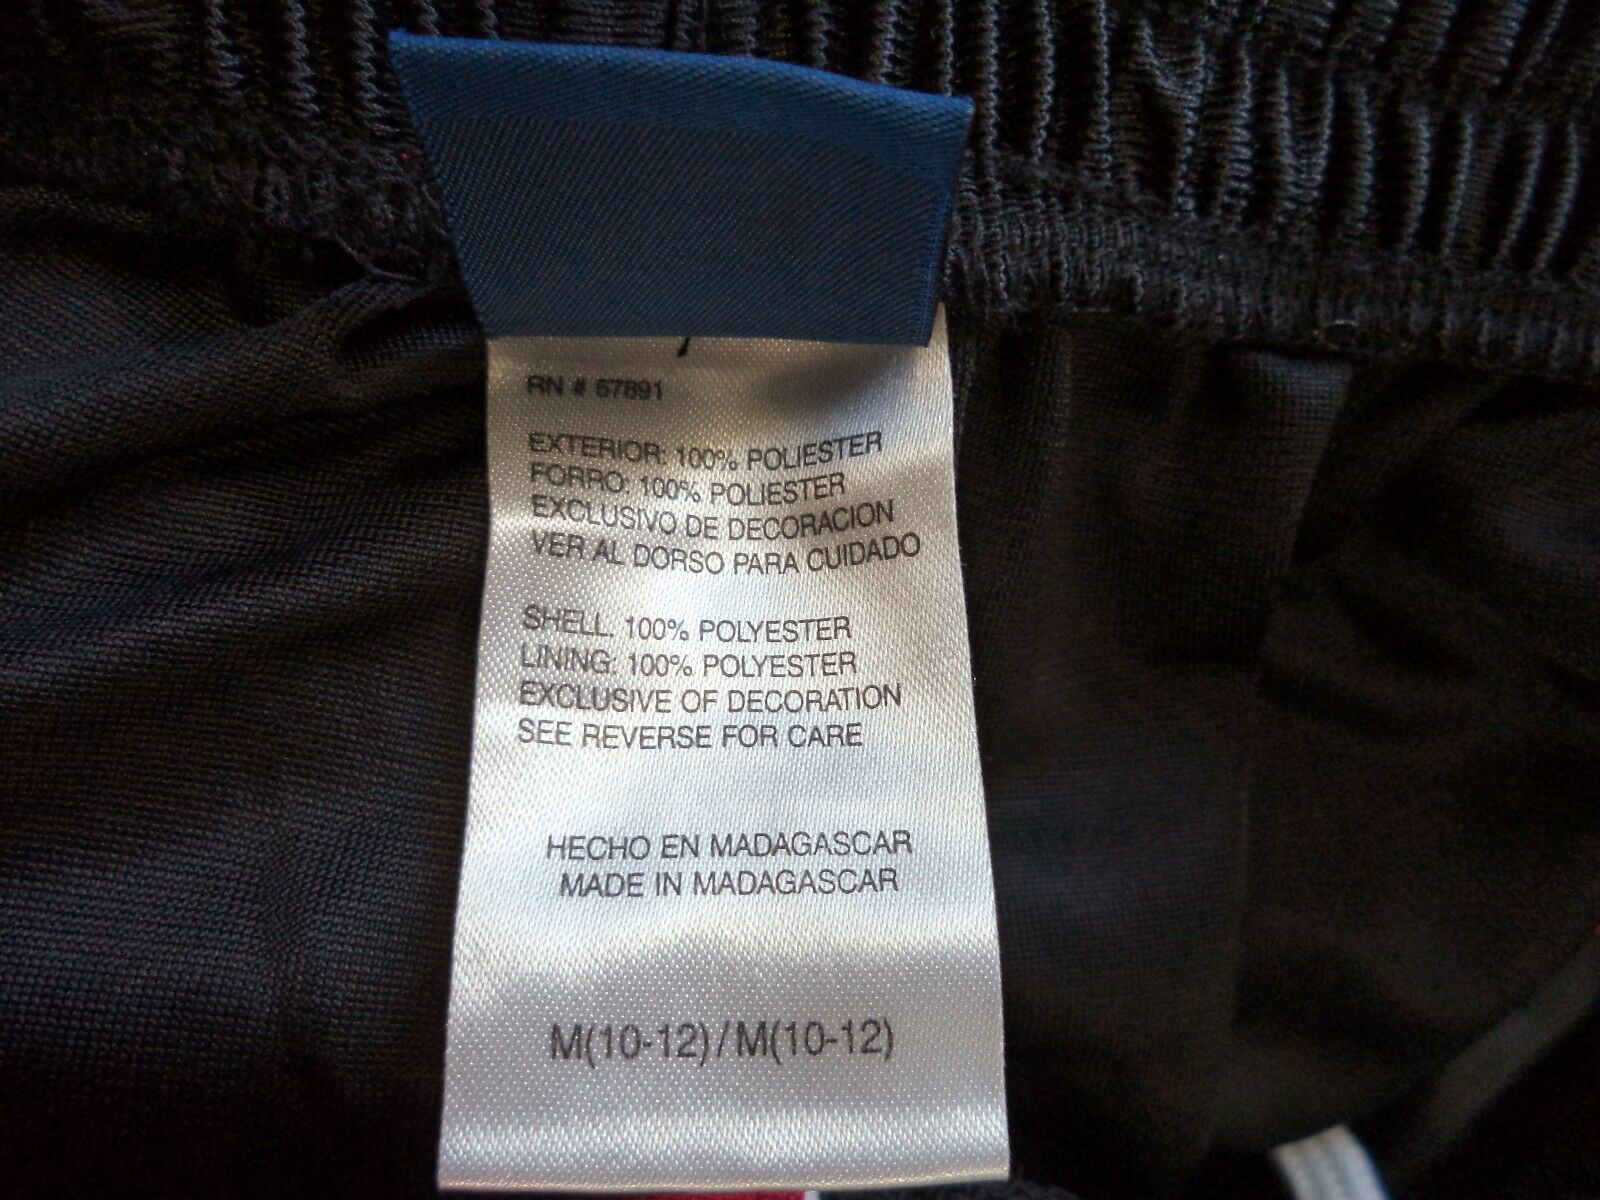 RN # 67891
EXTERIOR: 100% POLIESTER
FORRO: 100% POLIESTER
EXCLUSIVO DE DECORACION
VER AL DORSO PARA CUIDADO
SHELL. 100% POLYESTER
LINING: 100% POLYESTER
EXCLUSIVE OF DECORATION
SEE REVERSE FOR CARE
HECHO EN MADAGASCAR
MADE IN MADAGASCAR
M(10-12) / M(10-12)